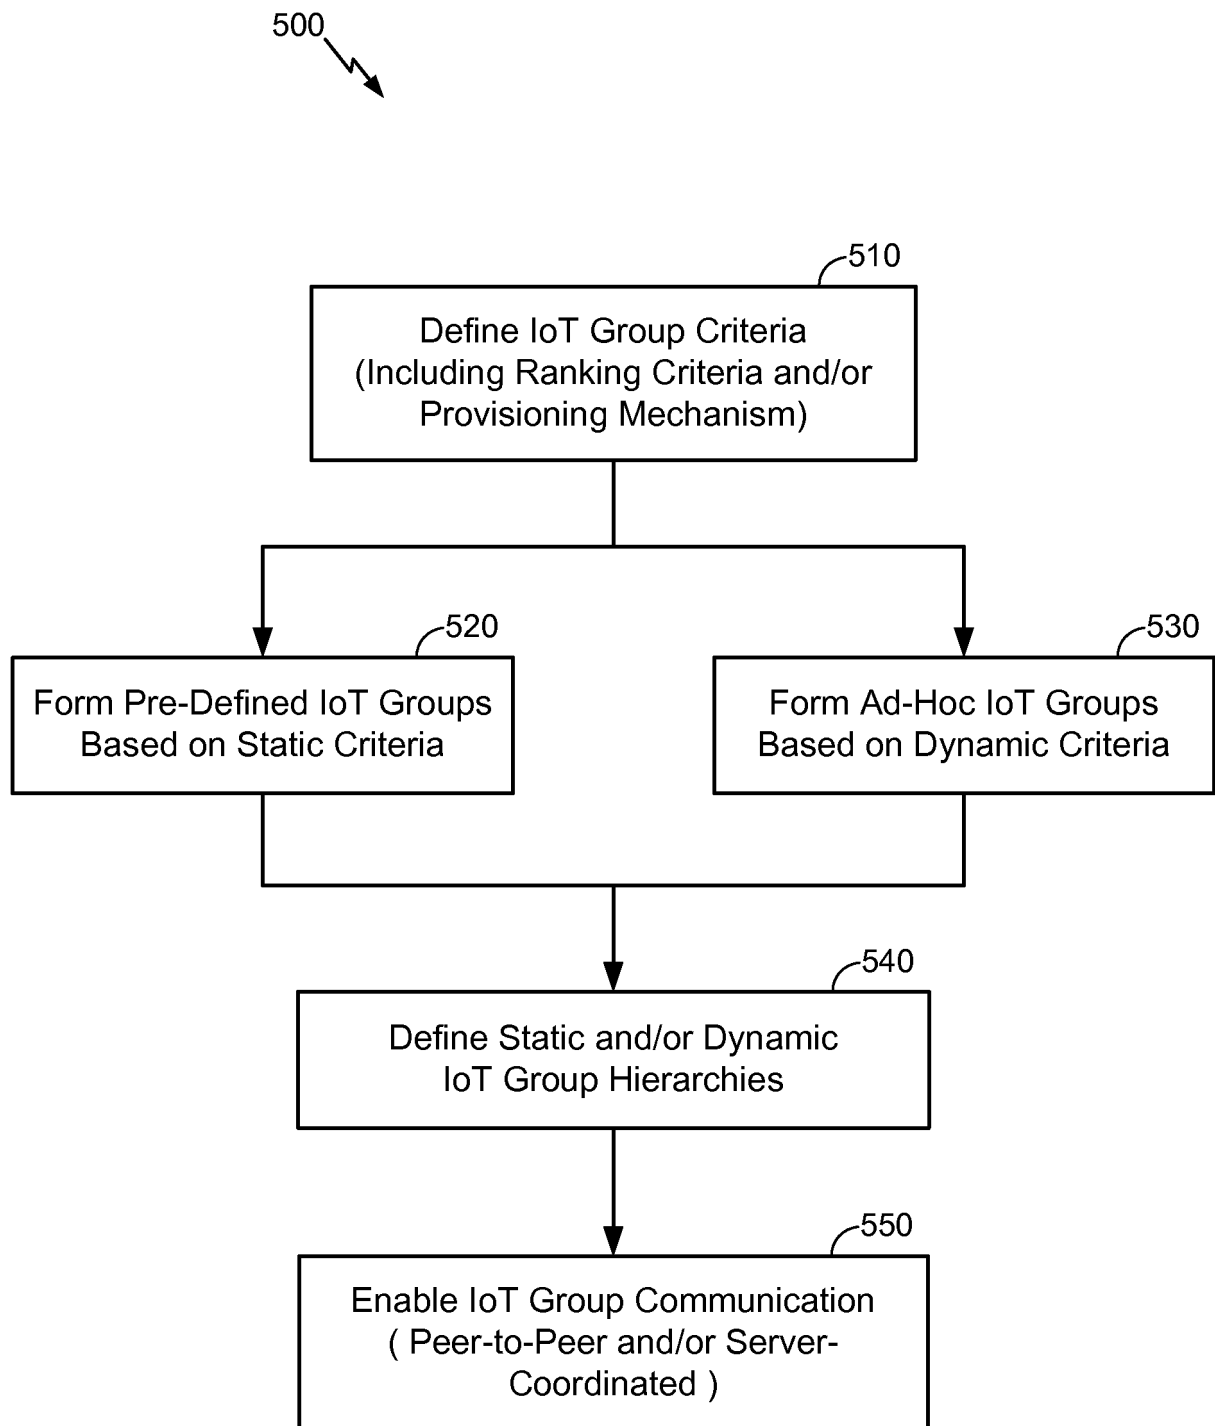 500
510
Define IoT Group Criteria
(Including Ranking Criteria and/or
Provisioning Mechanism)
520
Form Pre-Defined IoT Groups
Based on Static Criteria
530
Form Ad-Hoc IoT Groups
Based on Dynamic Criteria
540
Define Static and/or Dynamic
IoT Group Hierarchies
550
Enable IoT Group Communication
( Peer-to-Peer and/or Server-
Coordinated )